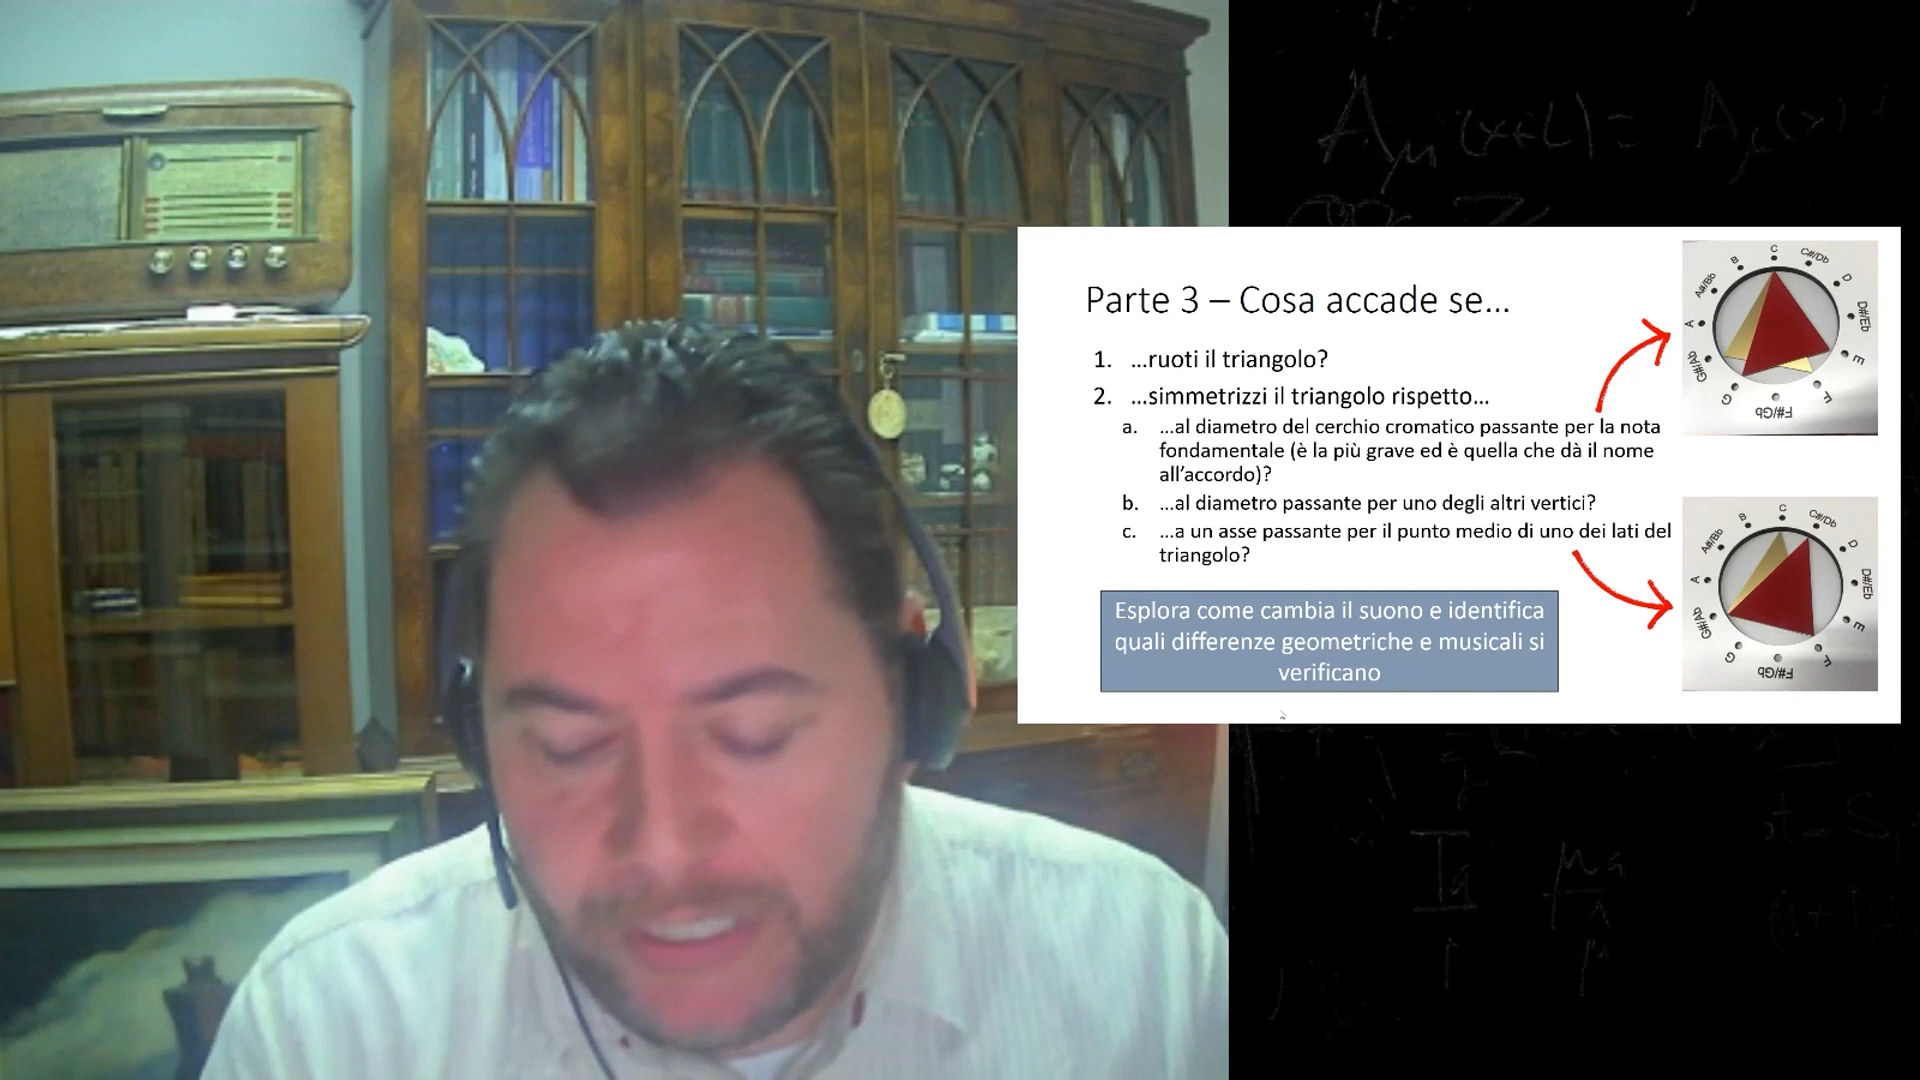 Aμ(x+L) = Aμ(x)
Parte 3 – Cosa accade se...
1. ...ruoti il triangolo?
2. ...simmetrizzi il triangolo rispetto...
a. ...al diametro del cerchio cromatico passante per la nota
fondamentale (è la più grave ed è quella che dà il nome
all'accordo)?
b. ...al diametro passante per uno degli altri vertici?
c. ...a un asse passante per il punto medio di uno dei lati del
triangolo?
Esplora come cambia il suono e identifica
quali differenze geometriche e musicali si
verificano
C
C#/Db
D
D#/Eb
E
F
F#/Gb
G
G#/Ab
A
A#/Bb
B
C
C#/Db
D
D#/Eb
E
F
F#/Gb
G
G#/Ab
A
A#/Bb
B